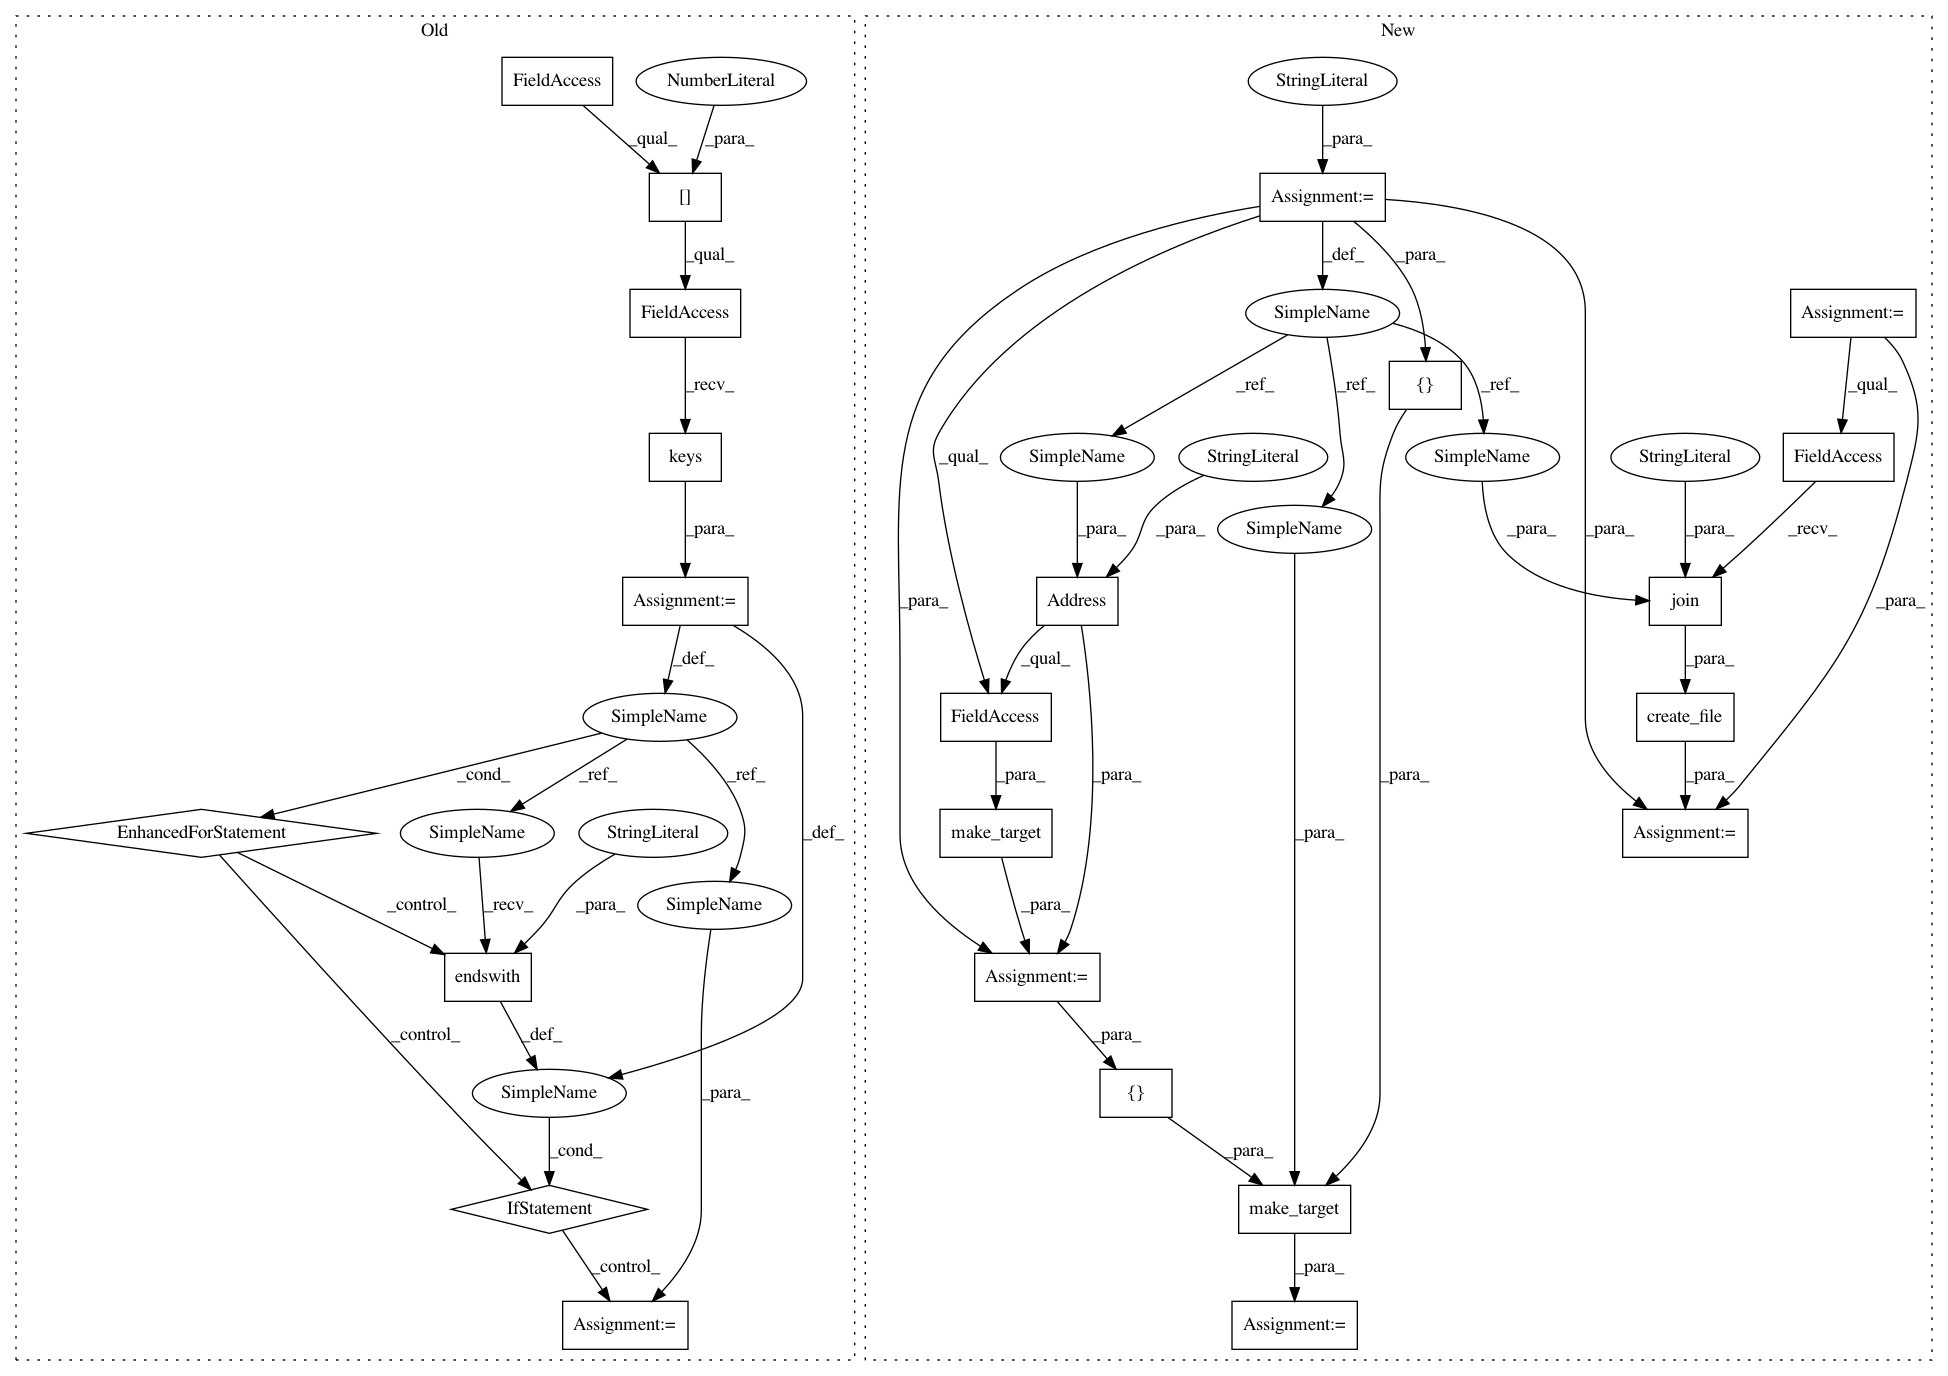 Old
New
FieldAccess
NumberLiteral
StringLiteral
_qual_
_para_
_para_
[]
Assignment:=
_qual_
_def_
_para_
FieldAccess
SimpleName
Assignment:=
_recv_
_ref_
_ref_
{}
_ref_
_qual_
keys
_qual_
SimpleName
StringLiteral
SimpleName
StringLiteral
FieldAccess
_para_
_para_
_para_
SimpleName
_para_
_para_
_para_
_recv_
Assignment:=
_para_
Address
join
_para_
_def_
_qual_
_para_
SimpleName
FieldAccess
create_file
_cond_
_ref_
_ref_
_para_
_para_
_para_
_para_
EnhancedForStatement
SimpleName
StringLiteral
_def_
make_target
_para_
Assignment:=
_control_
_recv_
_para_
SimpleName
_para_
endswith
Assignment:=
_control_
_def_
_para_
SimpleName
_para_
{}
_cond_
_para_
IfStatement
make_target
_control_
_para_
Assignment:=
Assignment:=